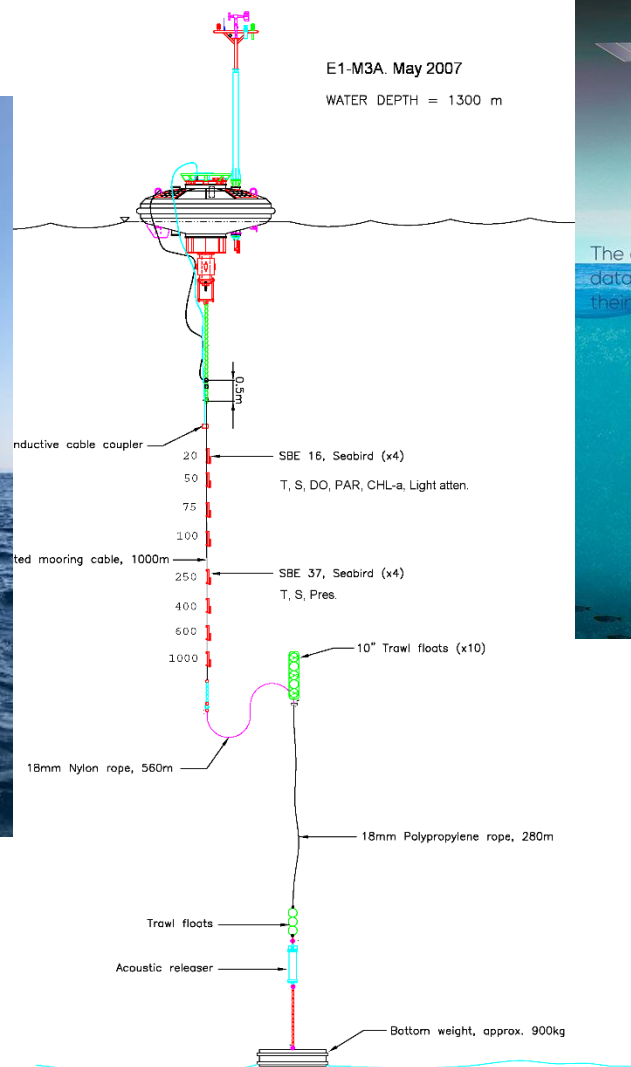 E1-M3A. May 2007
WATER DEPTH = 1300 m
The
data
their
0.5m
nductive cable coupler
20
SBE 16, Seabird (x4)
50
T, S, DO, PAR, CHL-a, Light atten.
75
100
ted mooring cable, 1000m
250
SBE 37, Seabird (x4)
T, S, Pres.
400
600
1000
10" Trawl floats (x10)
18mm Nylon rope, 560m
18mm Polypropylene rope, 280m
Trawl floats
Acoustic releaser
Bottom weight, approx. 900kg